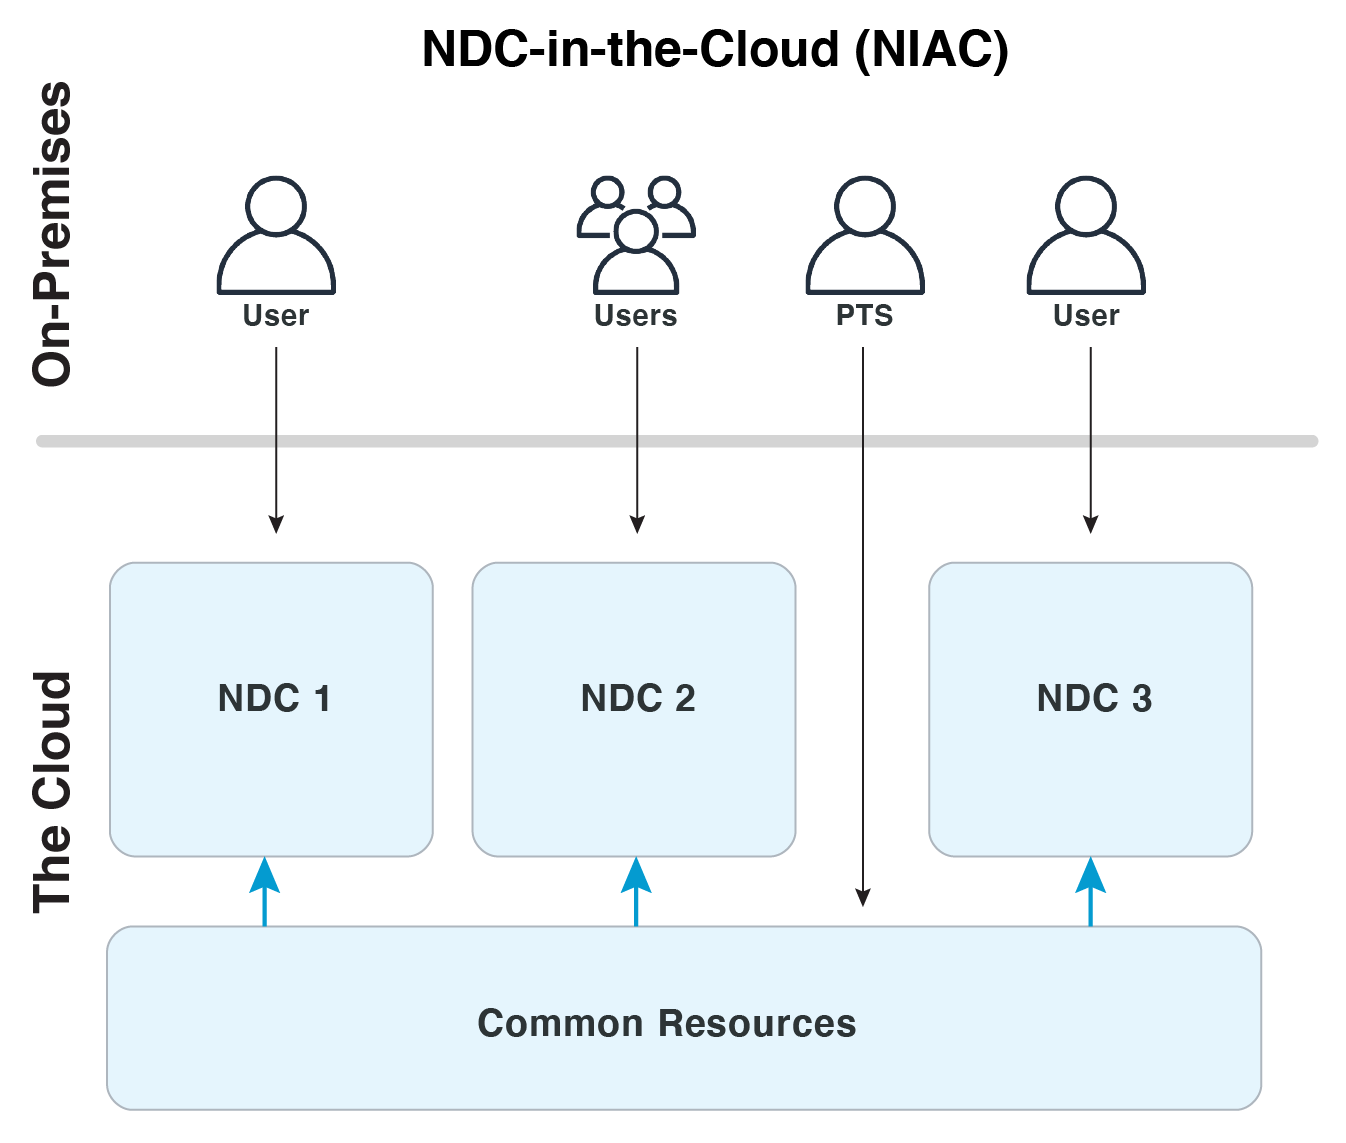 NDC-in-the-Cloud (NIAC)
On-Premises
User
Users
PTS
User
The Cloud
NDC 1
NDC 2
NDC 3
Common Resources